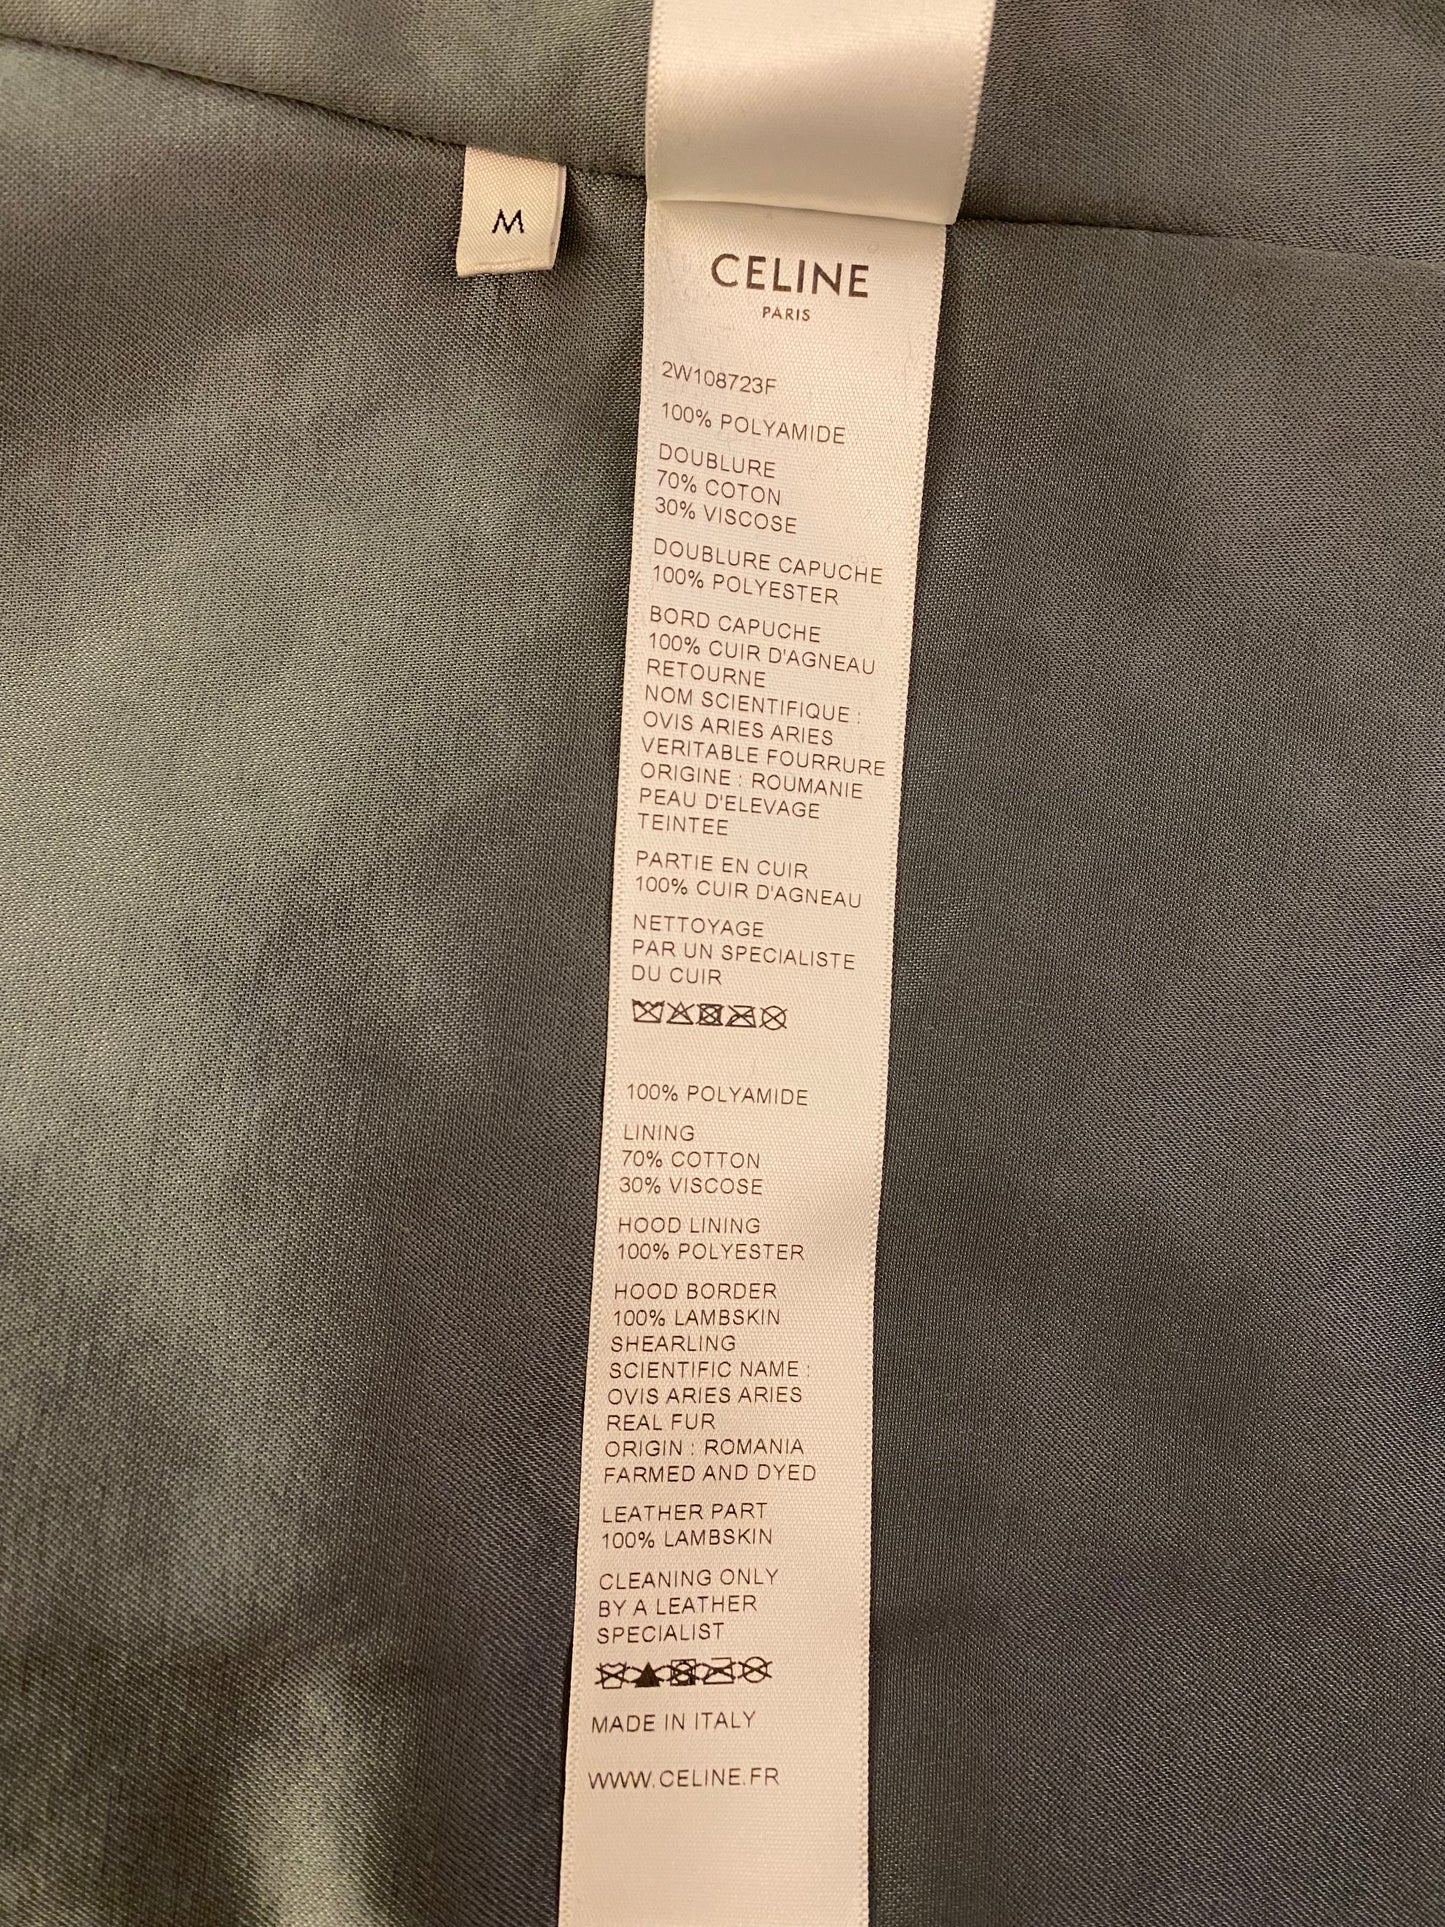 M
CELINE
PARIS
2W108723F
100% POLYAMIDE
DOUBLURE
70% COTON
30% VISCOSE
DOUBLURE CAPUCHE
100% POLYESTER
BORD CAPUCHE
100% CUIR D'AGNEAU
RETOURNE
NOM SCIENTIFIQUE :
OVIS ARIES ARIES
VERITABLE FOURRURE
ORIGINE : ROUMANIE
PEAU D'ELEVAGE
TEINTEE
PARTIE EN CUIR
100% CUIR D'AGNEAU
NETTOYAGE
PAR UN SPECIALISTE
DU CUIR
100% POLYAMIDE
LINING
70% COTTON
30% VISCOSE
HOOD LINING
100% POLYESTER
HOOD BORDER
100% LAMBSKIN
SHEARLING
SCIENTIFIC NAME :
OVIS ARIES ARIES
REAL FUR
ORIGIN : ROMANIA
FARMED AND DYED
LEATHER PART
100% LAMBSKIN
CLEANING ONLY
BY A LEATHER
SPECIALIST
MADE IN ITALY
WWW.CELINE.FR